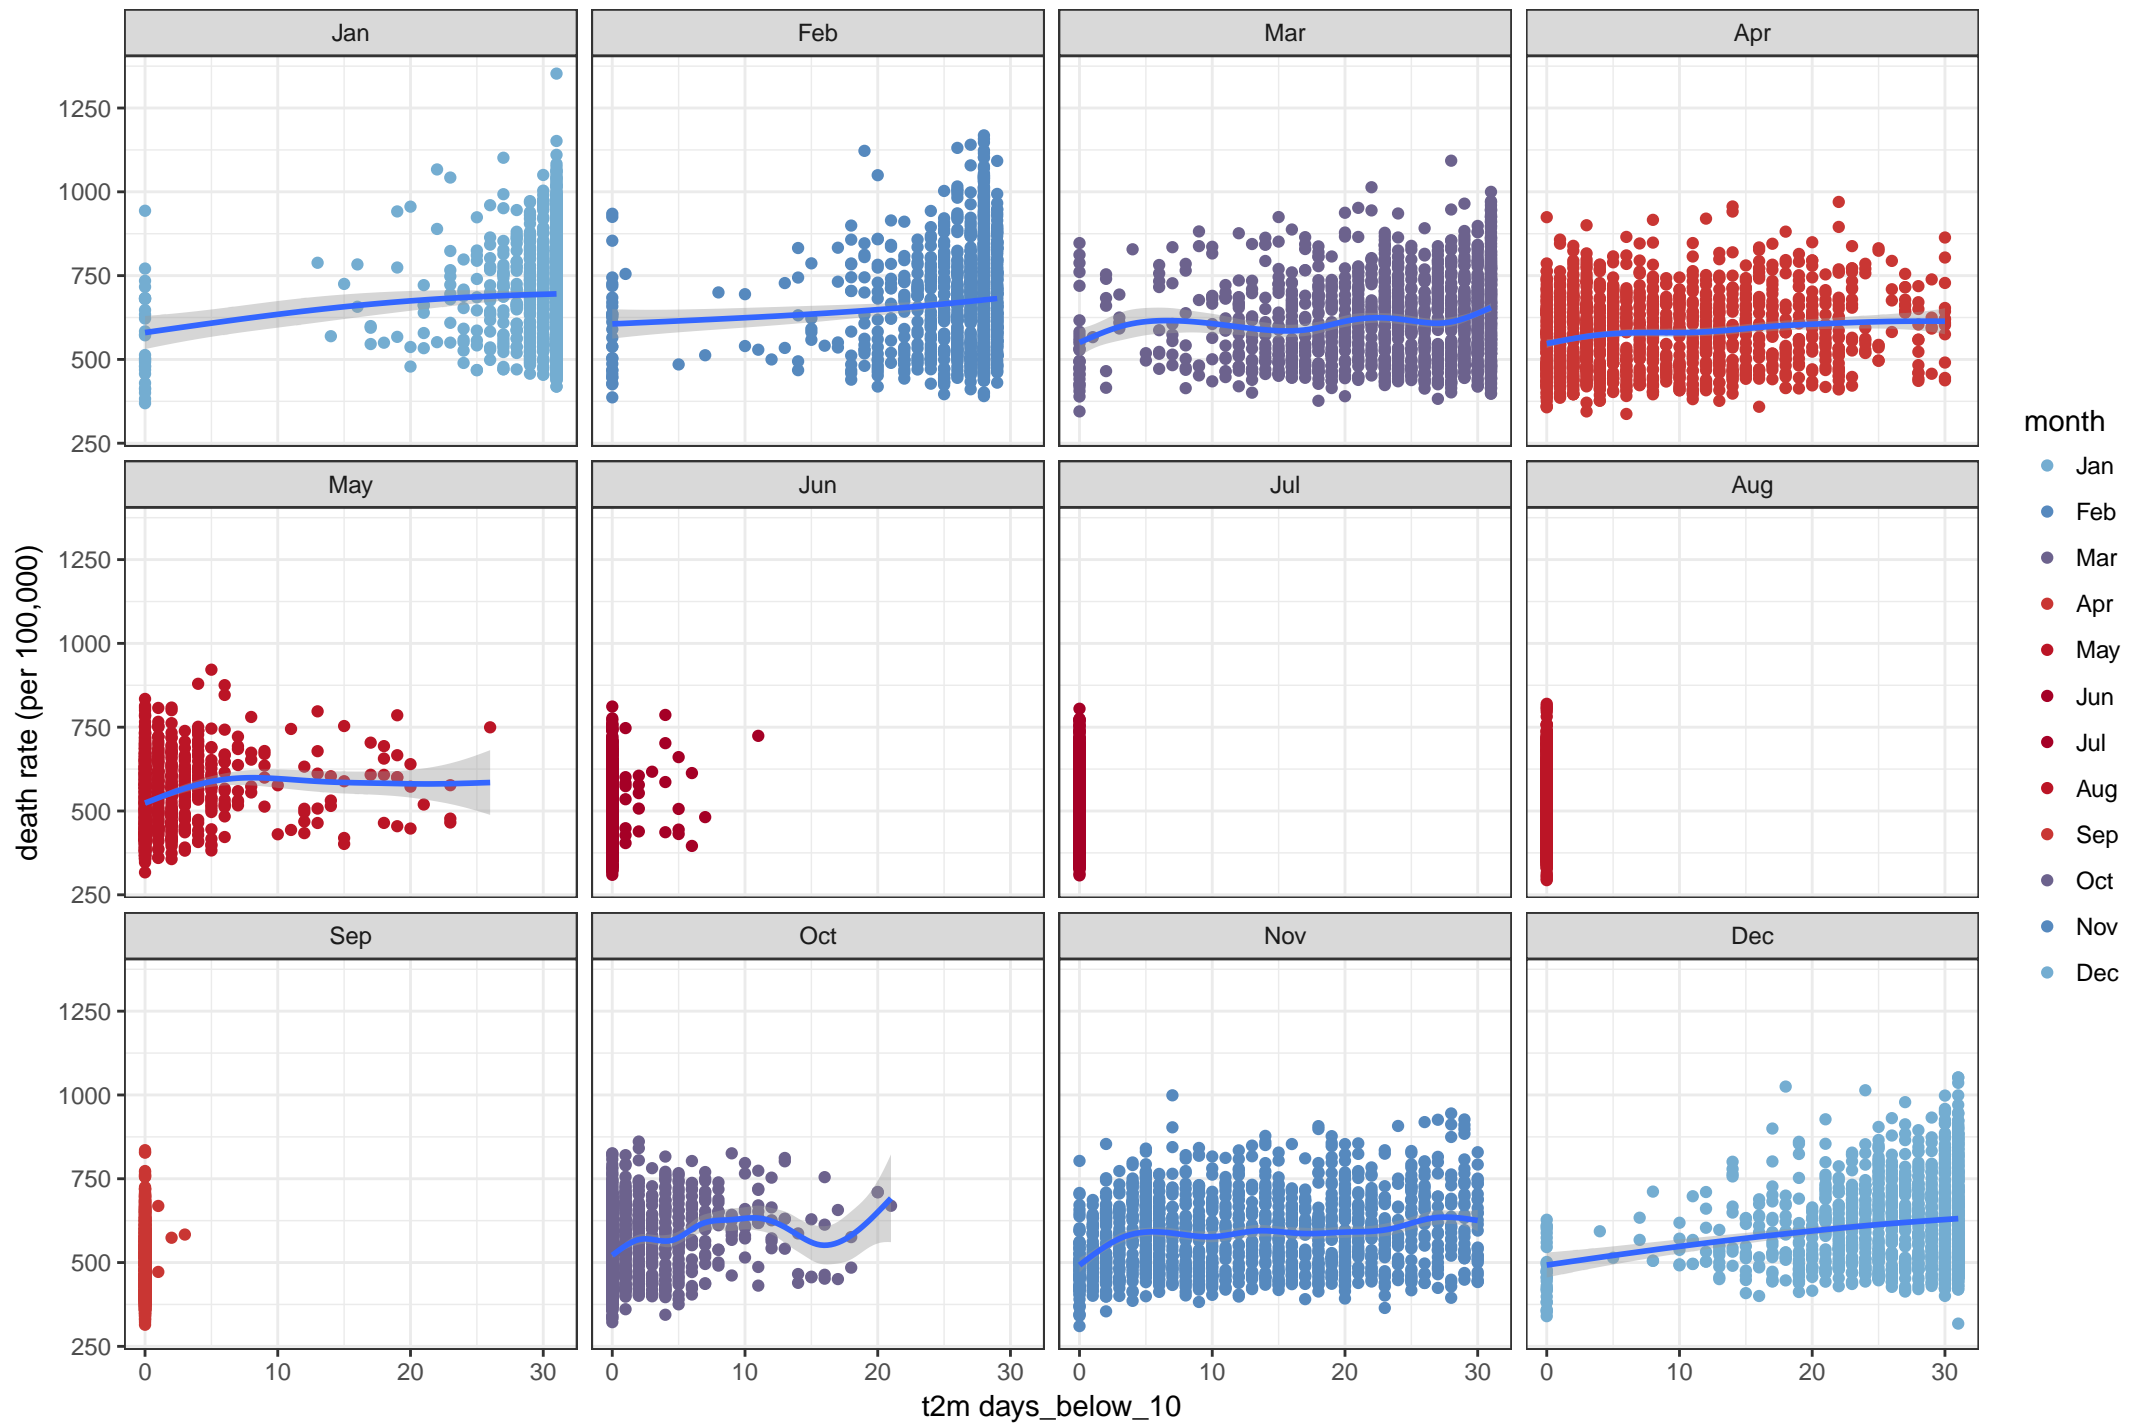 Jan Feb Mar Apr
1250
1000
750
500
250
May Jun Jul Aug
1250
1000
750
500
250
Sep Oct Nov Dec
1250
1000
750
500
250
0 10 20 30 0 10 20 30 0 10 20 30 0 10 20 30
t2m days_below_10
death rate (per 100,000)
month
Jan
Feb
Mar
Apr
May
Jun
Jul
Aug
Sep
Oct
Nov
Dec